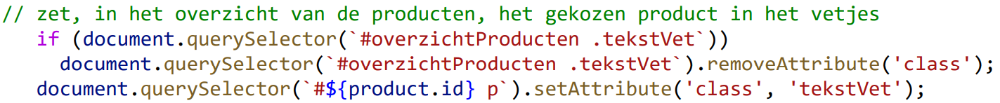 // zet, in het overzicht van de producten, het gekozen product in het vetjes
if (document.querySelector(`#overzichtProducten .tekstVet`))
document.querySelector(`#overzichtProducten .tekstVet`).removeAttribute('class');
document.querySelector(`#${product.id} p`).setAttribute('class', 'tekstVet');